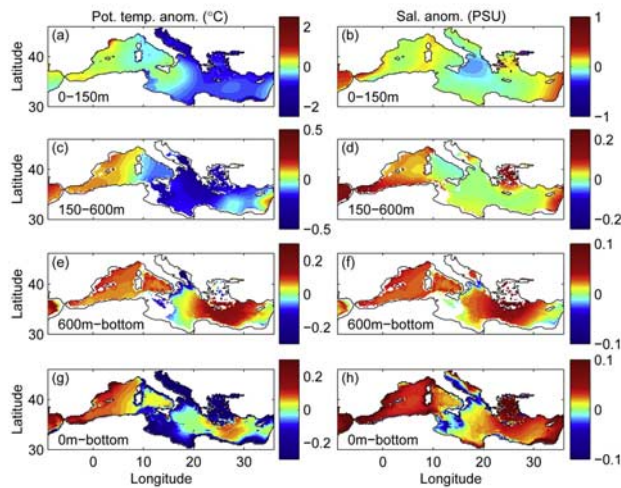 Pot. temp. anom. (°C) Sal. anom. (PSU)
(a) 0−150m Latitude 40 30 2 0 −2
(b) 0−150m 1 0 −1
(c) 150−600m Latitude 40 30 0.5 0 −0.5
(d) 150−600m 0.2 0 −0.2
(e) 600m−bottom Latitude 40 30 0.2 0 −0.2
(f) 600m−bottom 0.1 0 −0.1
(g) 0m−bottom Latitude 40 30 0.2 0 −0.2
(h) 0m−bottom 0.1 0 −0.1
0 10 20 30 0 10 20 30
Longitude Longitude